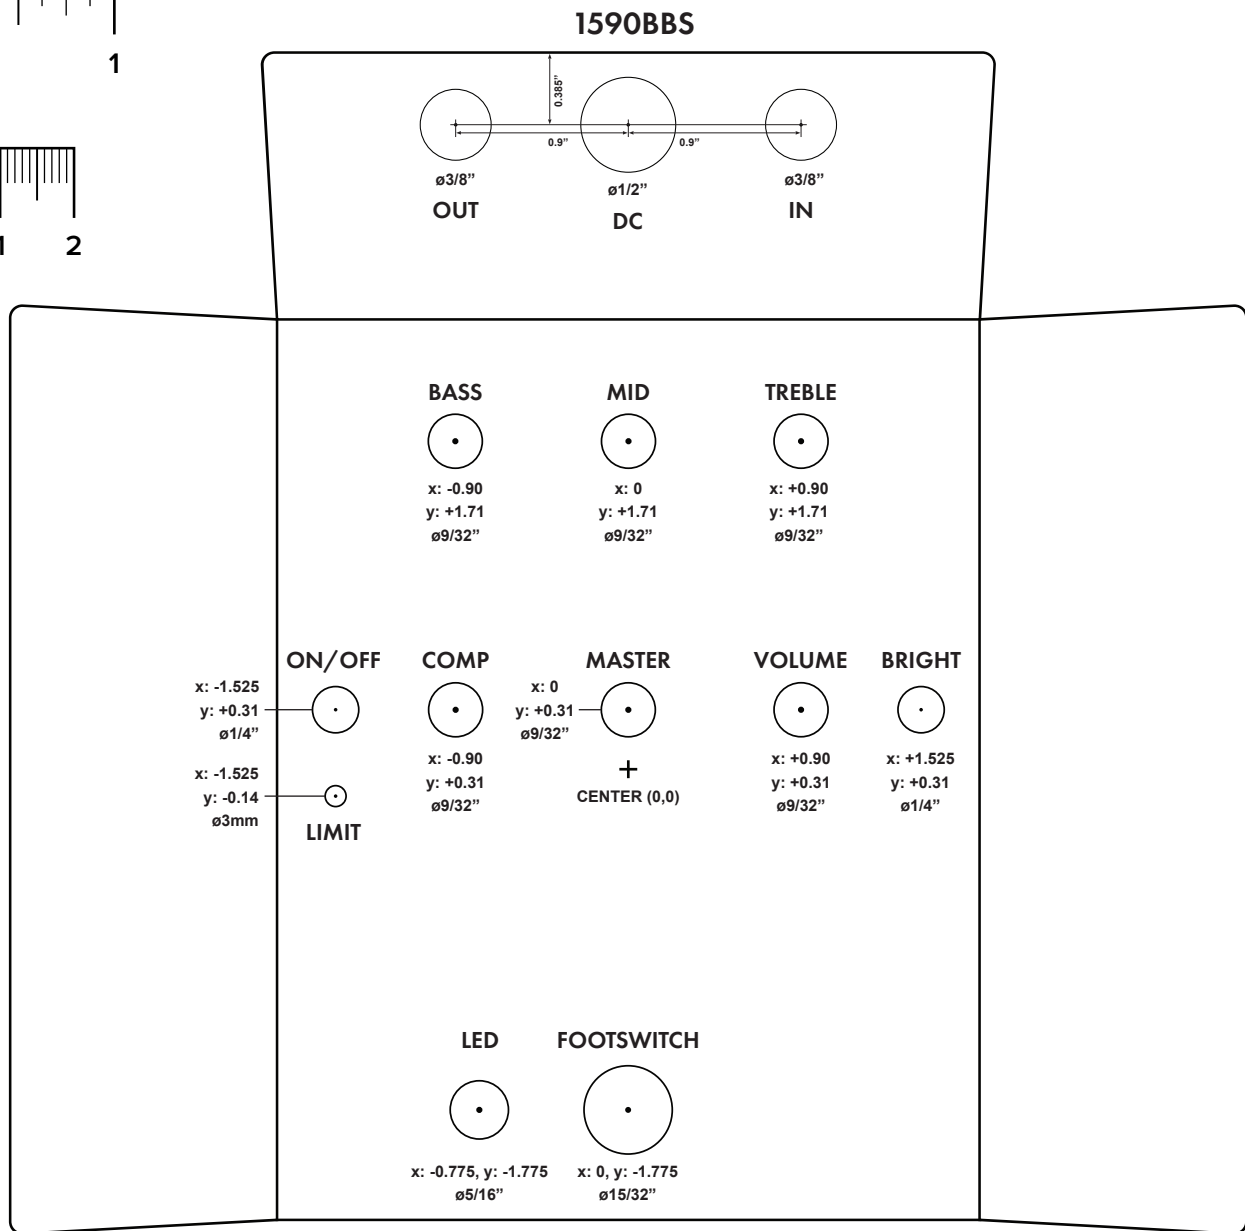 1590BBS
1
0.385"
0.9"
0.9"
ø3/8”
ø1/2”
ø3/8”
OUT
DC
IN
1
2
BASS
MID
TREBLE
x: -0.90
y: +1.71
ø9/32”
x: 0
y: +1.71
ø9/32”
x: +0.90
y: +1.71
ø9/32”
ON/OFF
COMP
MASTER
VOLUME
BRIGHT
x: -1.525
y: +0.31
ø1/4”
x: 0
y: +0.31
ø9/32”
x: -0.90
y: +0.31
ø9/32”
x: +0.90
y: +0.31
ø9/32”
x: +1.525
y: +0.31
ø1/4”
x: -1.525
y: -0.14
ø3mm
LIMIT
CENTER (0,0)
LED
FOOTSWITCH
x: -0.775, y: -1.775
ø5/16”
x: 0, y: -1.775
ø15/32”